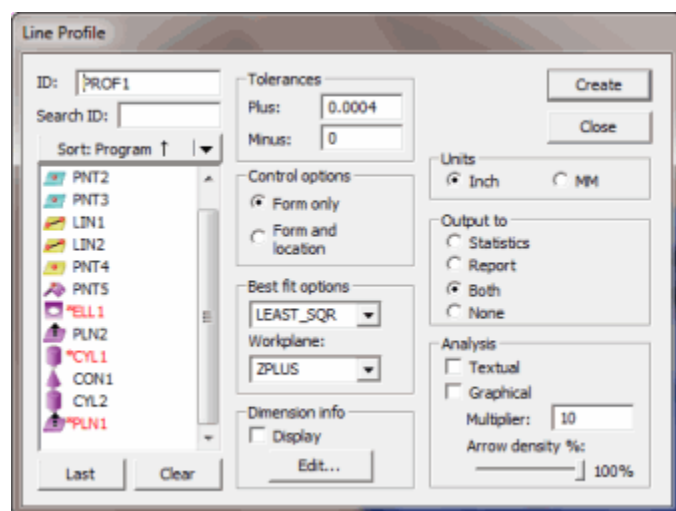 Line Profile
ID: PROF1
Search ID:
Sort: Program ↑
PNT2
PNT3
LIN1
LIN2
PNT4
PNT5
*ELL1
PLN2
*CYL1
CON1
CYL2
*PLN1
Last Clear
Tolerances
Plus: 0.0004
Minus: 0
Control options
Form only
Form and
location
Best fit options
LEAST_SQR
Workplane:
ZPLUS
Dimension info
Display
Edit...
Create
Close
Units
Inch MM
Output to
Statistics
Report
Both
None
Analysis
Textual
Graphical
Multiplier: 10
Arrow density %:
100%